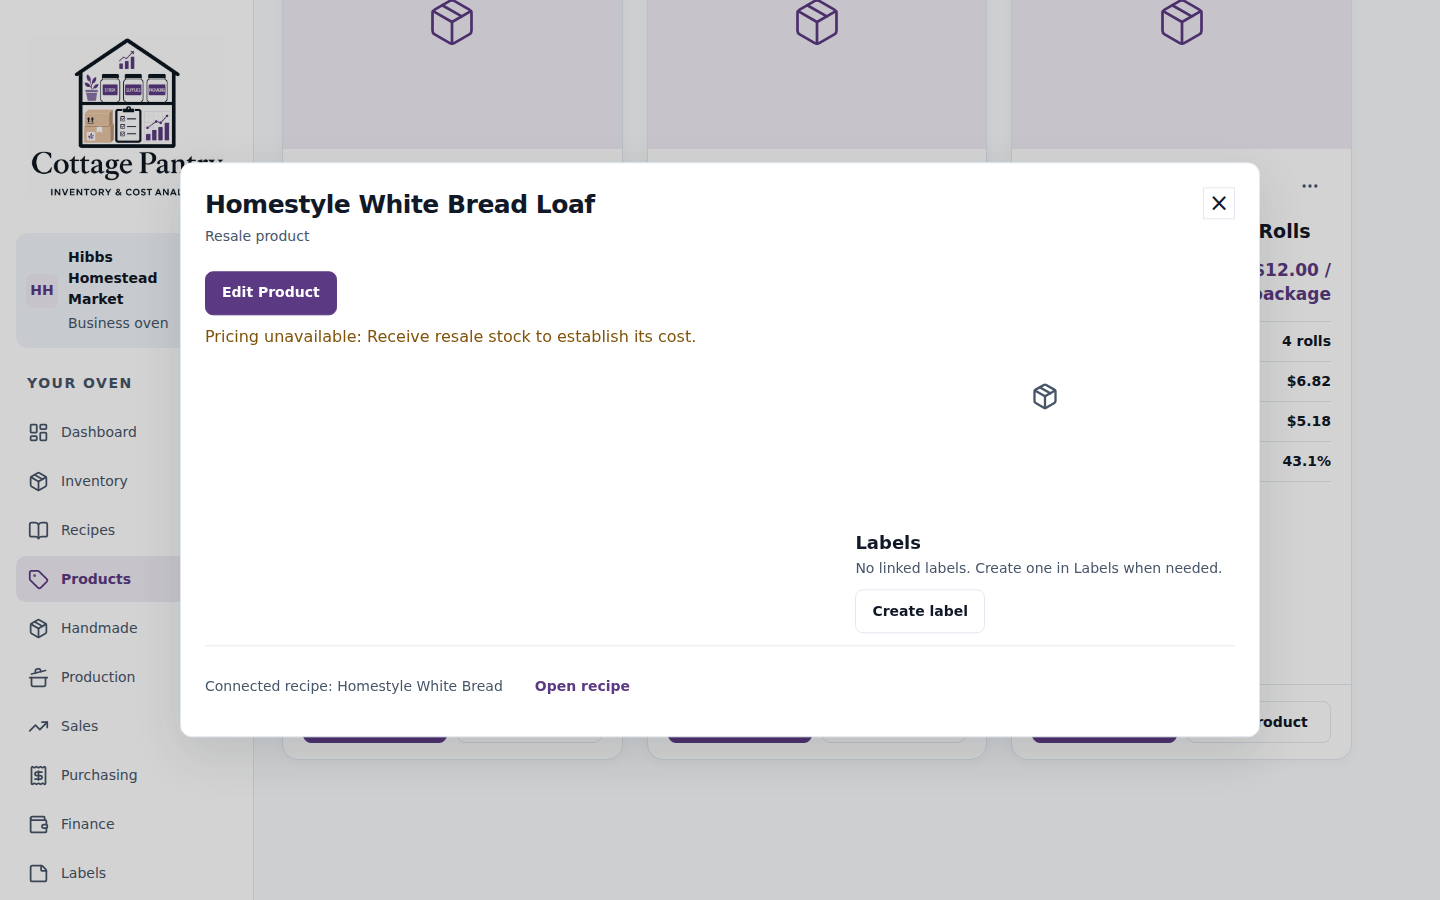 Cottage Pantry
INVENTORY & COST ANAL
HH
Hibbs
Homestead
Market
Business oven
YOUR OVEN
Dashboard
Inventory
Recipes
Products
Handmade
Production
Sales
Purchasing
Finance
Labels
Homestyle White Bread Loaf
×
Resale product
Edit Product
Pricing unavailable: Receive resale stock to establish its cost.
Labels
No linked labels. Create one in Labels when needed.
Create label
Connected recipe: Homestyle White Bread
Open recipe
...
Rolls
$12.00 /
package
4 rolls
$6.82
$5.18
43.1%
roduct